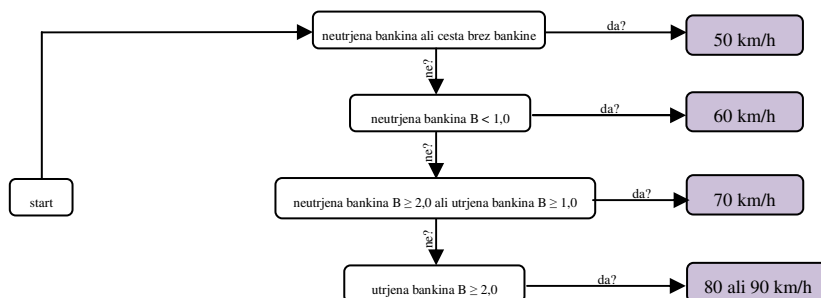 neutrjena bankina ali cesta brez bankine
da?
50 km/h
ne?
neutrjena bankina B < 1,0
da?
60 km/h
ne?
start
neutrjena bankina B ≥ 2,0 ali utrjena bankina B ≥ 1,0
da?
70 km/h
ne?
utrjena bankina B ≥ 2,0
da?
80 ali 90 km/h